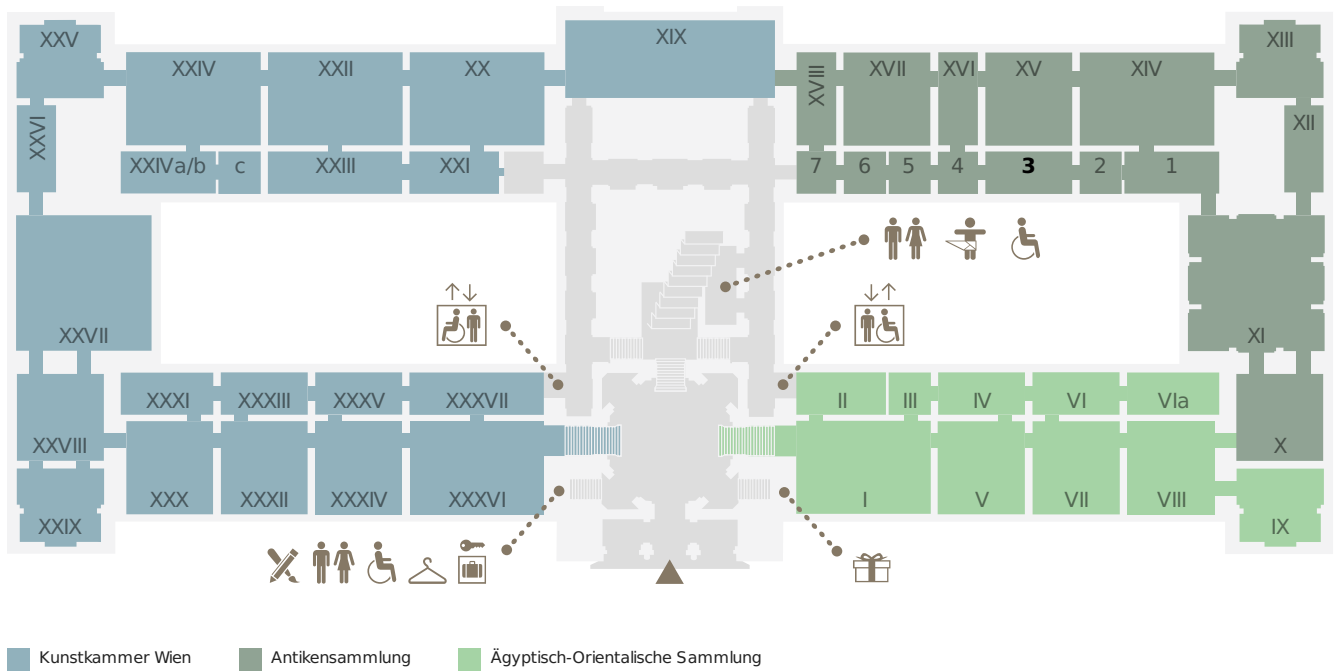 XXV
XXIV
XXII
XX
XIX
XVIII
XVII
XVI
XV
XIV
XIII
XXVI
XII
XXIVa/b
c
XXIII
XXI
7
6
5
4
3
2
1
XXVII
XI
XXXI
XXXIII
XXXV
XXXVII
II
III
IV
VI
VIa
XXVIII
X
XXX
XXXII
XXXIV
XXXVI
I
V
VII
VIII
XXIX
IX
Kunstkammer Wien
Antikensammlung
Ägyptisch-Orientalische Sammlung